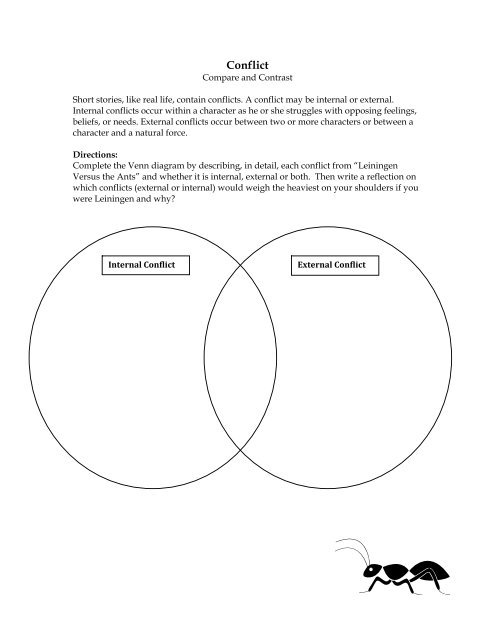 Conflict
Compare and Contrast
Short stories, like real life, contain conflicts. A conflict may be internal or external.
Internal conflicts occur within a character as he or she struggles with opposing feelings,
beliefs, or needs. External conflicts occur between two or more characters or between a
character and a natural force.
Directions:
Complete the Venn diagram by describing, in detail, each conflict from “Leiningen
Versus the Ants” and whether it is internal, external or both. Then write a reflection on
which conflicts (external or internal) would weigh the heaviest on your shoulders if you
were Leiningen and why?
Internal Conflict
External Conflict